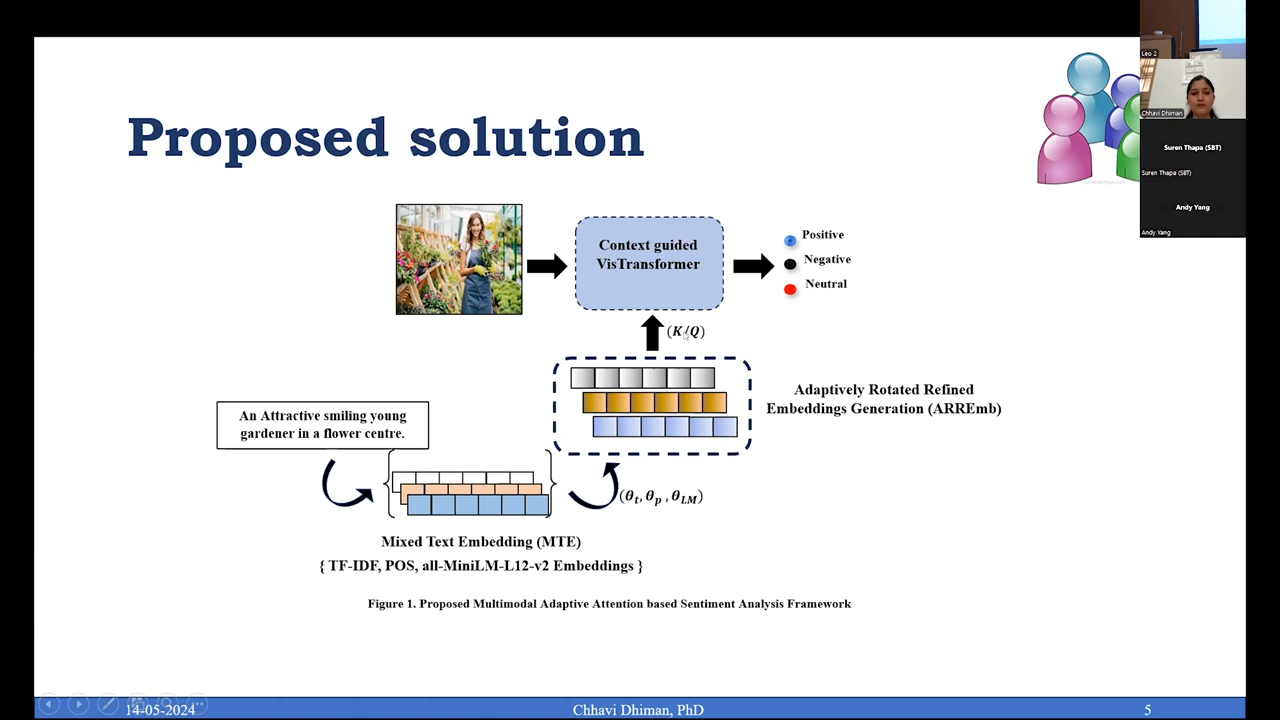 Proposed solution
Leo 2
Chhavi Dhiman
Suren Thapa (SBT)
Suren Thapa (SBT)
Andy Yang
Andy Yang
Context guided
VisTransformer
Positive
Negative
Neutral
(K/Q)
Adaptively Rotated Refined
Embeddings Generation (ARREmb)
An Attractive smiling young
gardener in a flower centre.
(θt, θp , θLM)
Mixed Text Embedding (MTE)
{ TF-IDF, POS, all-MiniLM-L12-v2 Embeddings }
Figure 1. Proposed Multimodal Adaptive Attention based Sentiment Analysis Framework
14-05-2024
Chhavi Dhiman, PhD
5